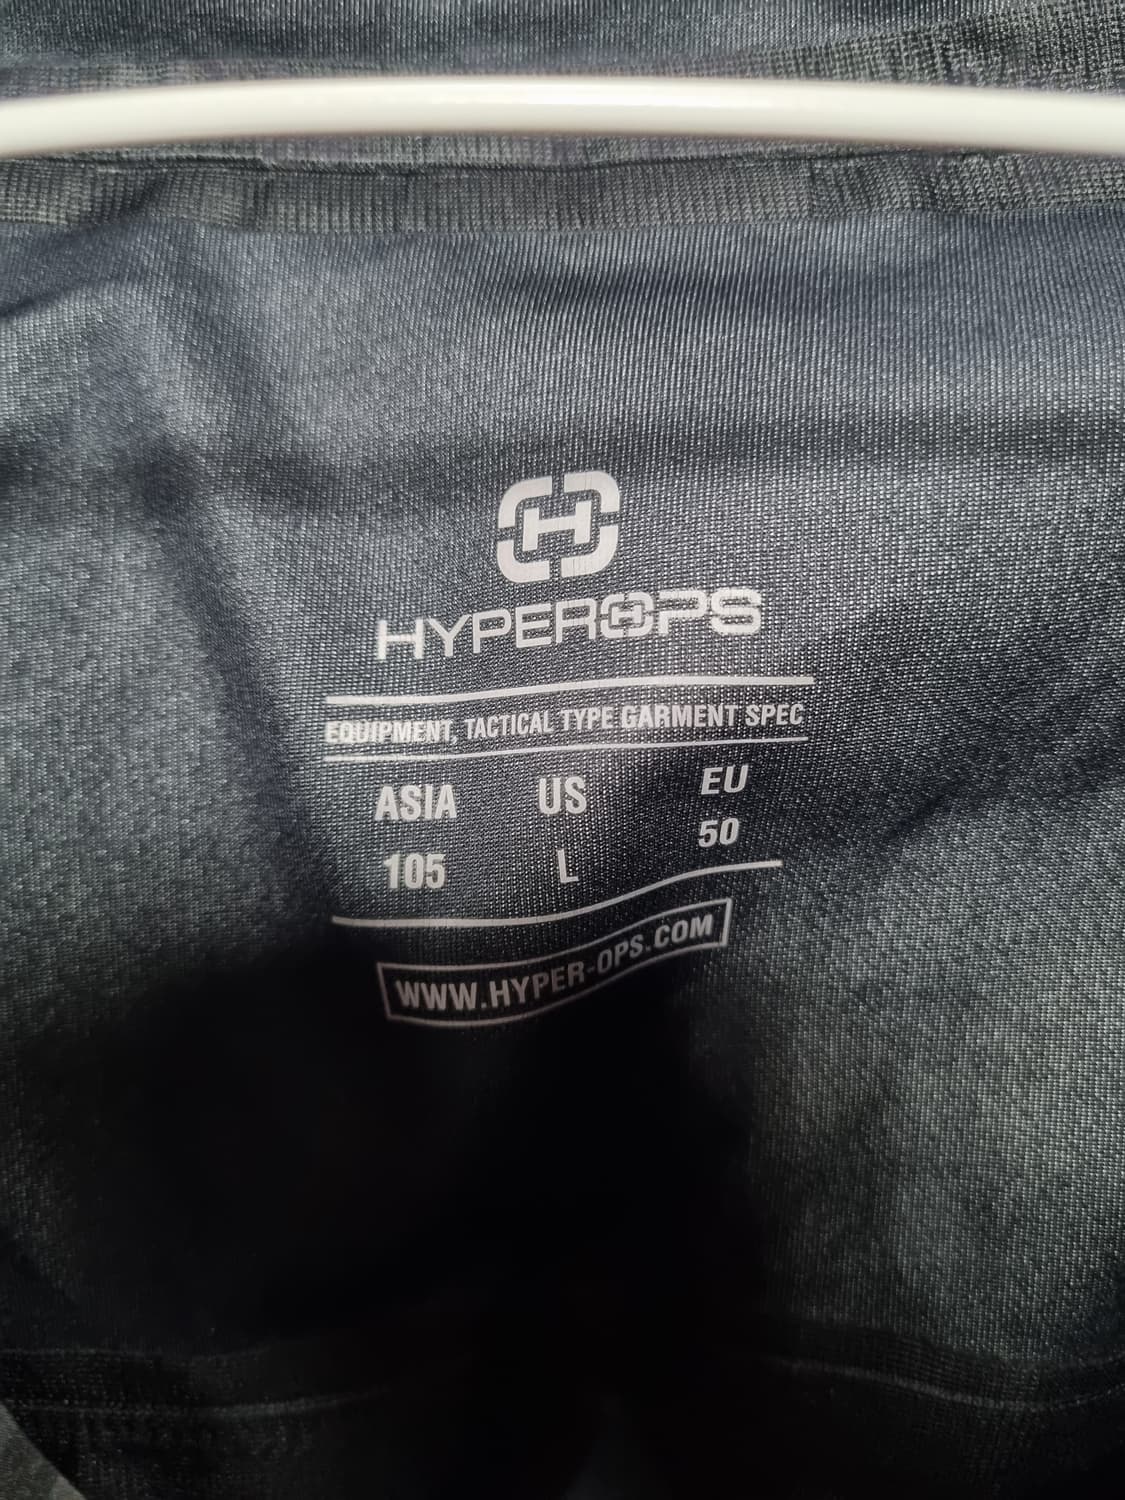 H
HYPEROPS
EQUIPMENT, TACTICAL TYPE GARMENT SPEC
ASIA US EU
105 L 50
WWW.HYPER-OPS.COM